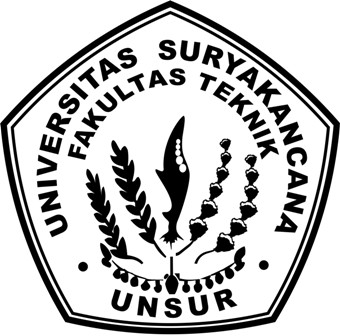 UNIVERSITAS SURYAKANCANA
FAKULTAS TEKNIK
• UNSUR •